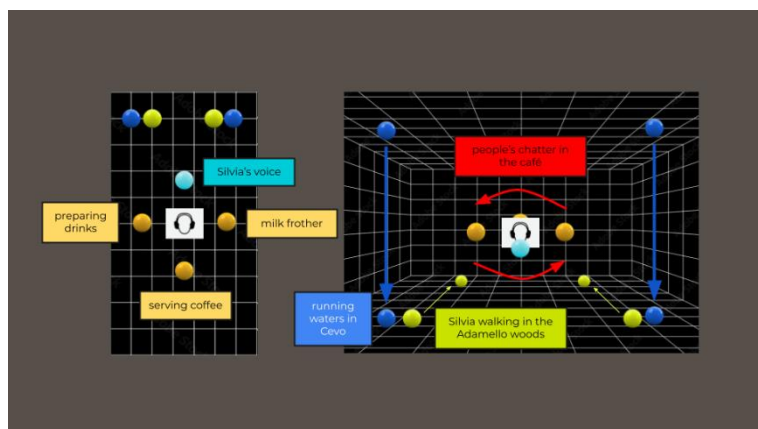 Silvia's voice
preparing
drinks
milk frother
serving coffee
people's chatter in
the café
running
waters in
Cevo
Silvia walking in the
Adamello woods